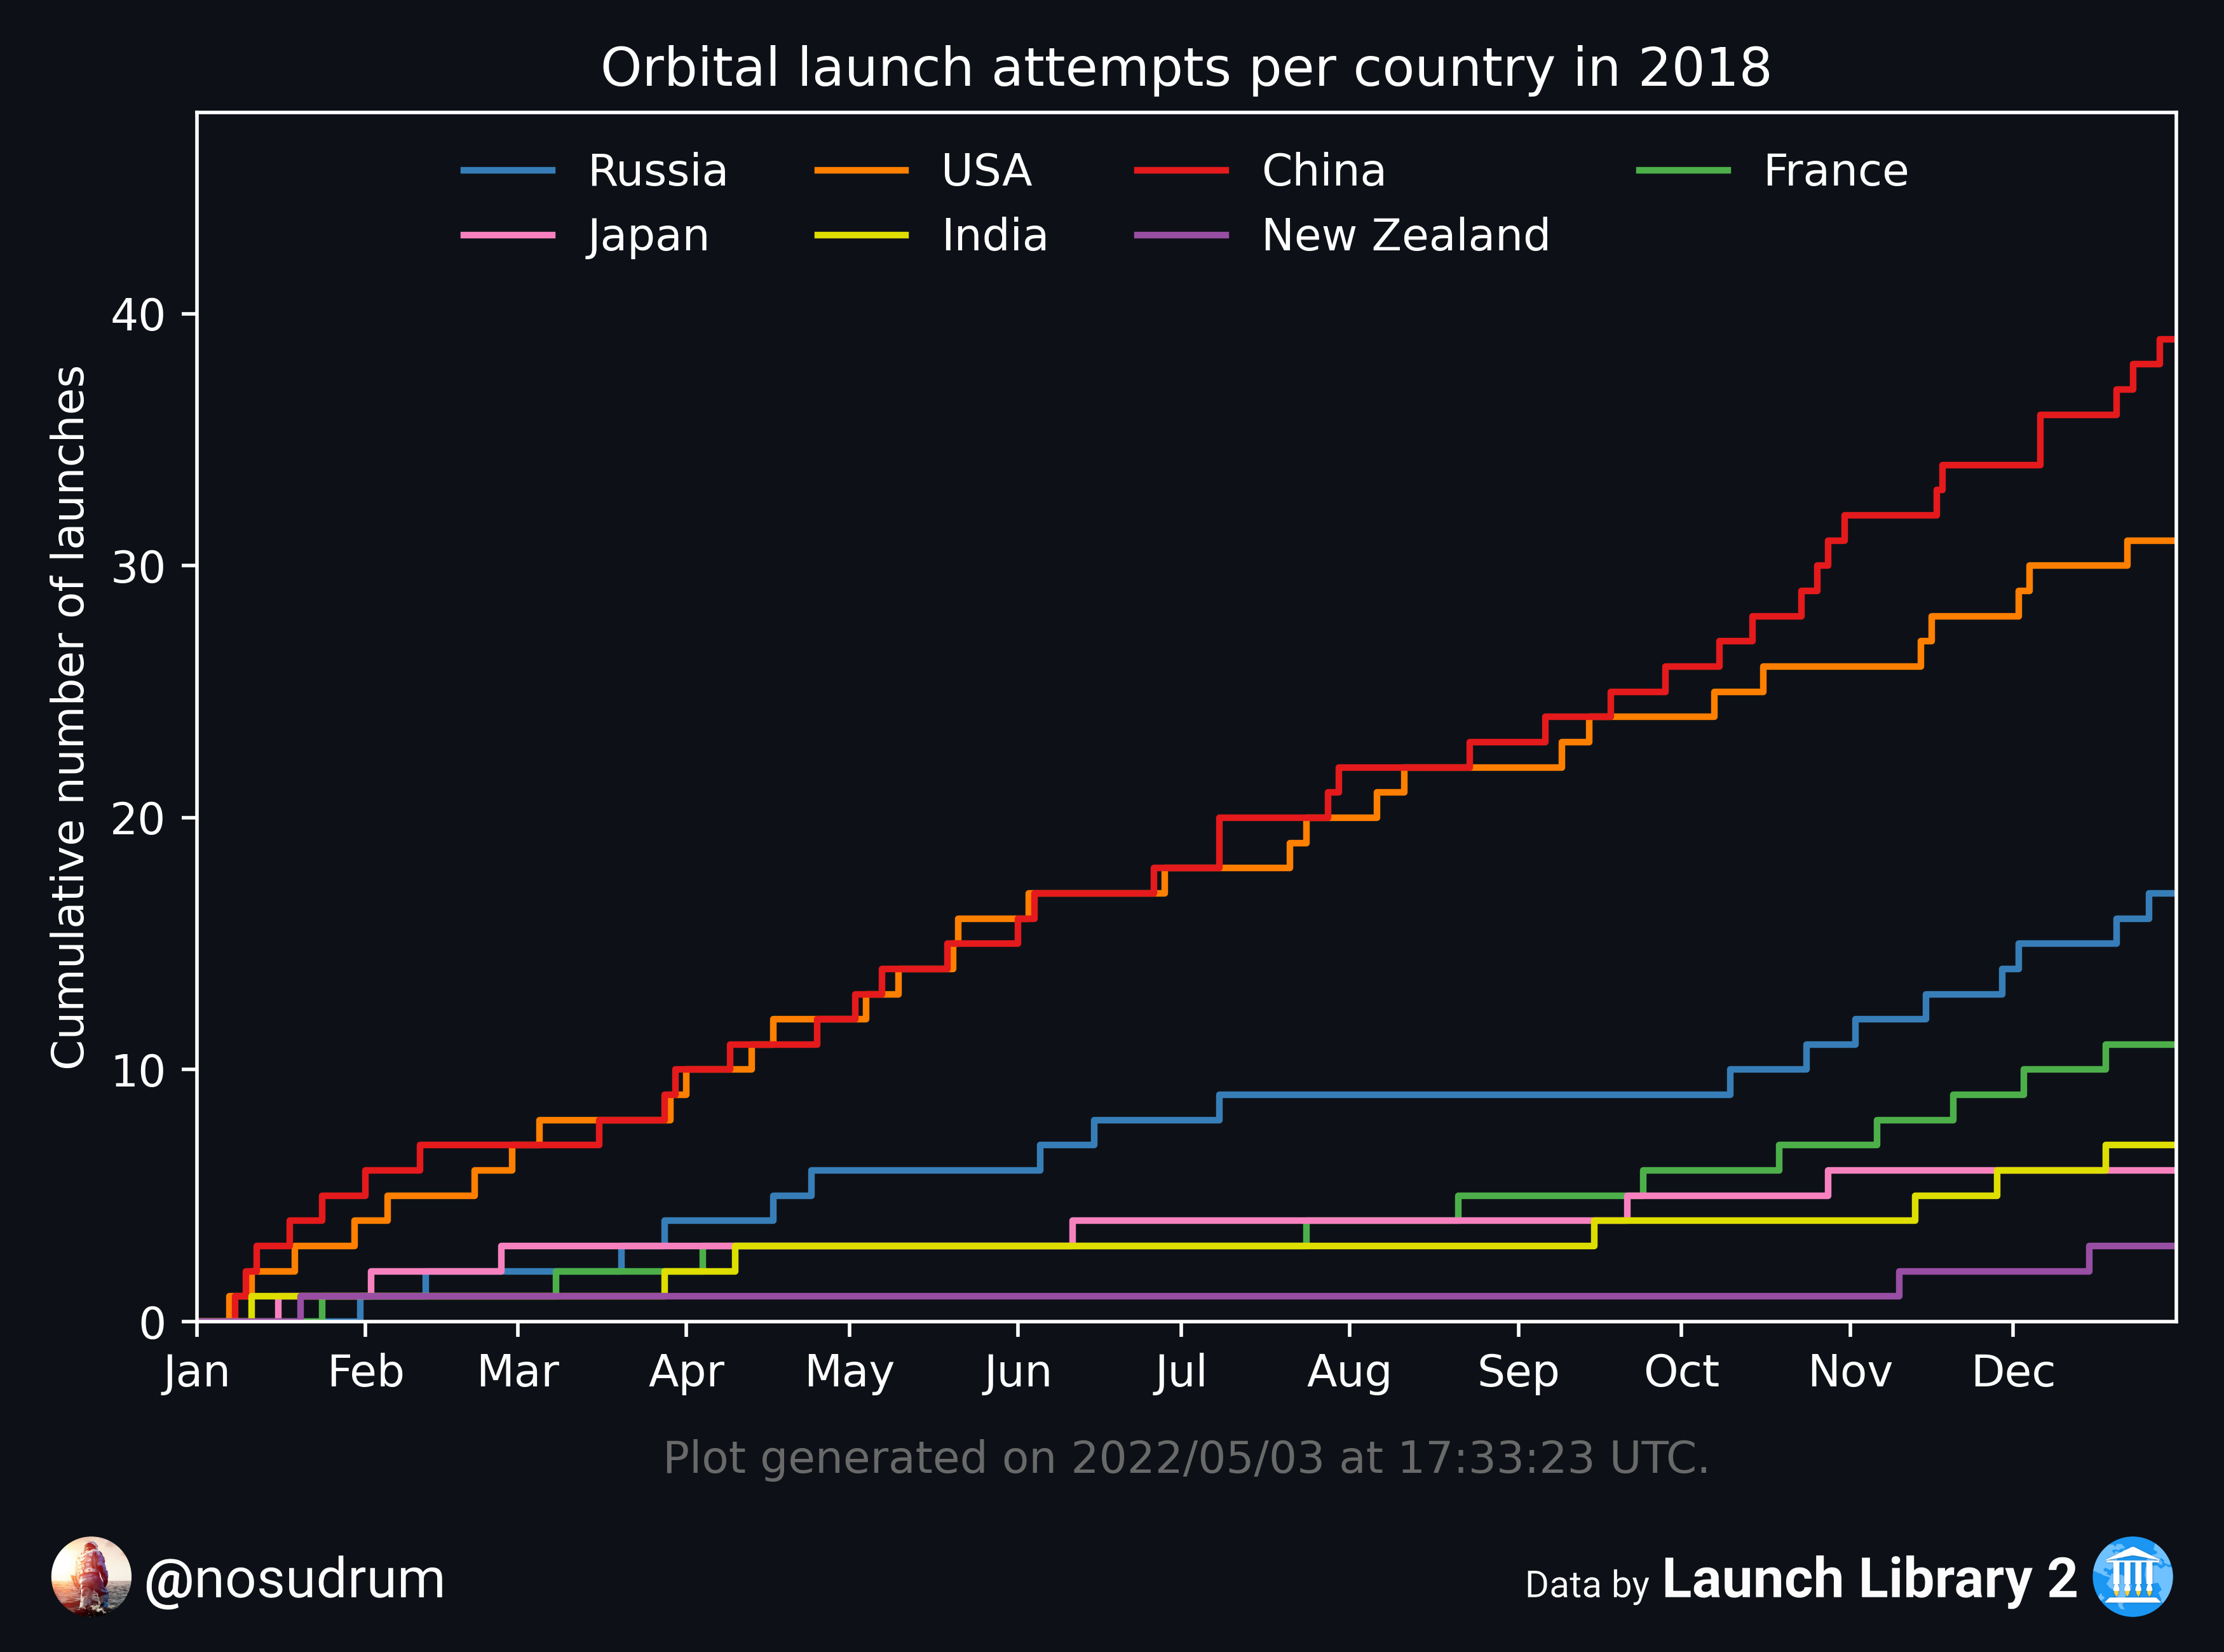 Orbital launch attempts per country in 2018
Russia USA China France
Japan India New Zealand
Cumulative number of launches
40
30
20
10
0
Jan Feb Mar Apr May Jun Jul Aug Sep Oct Nov Dec
Plot generated on 2022/05/03 at 17:33:23 UTC.
@nosudrum
Data by Launch Library 2